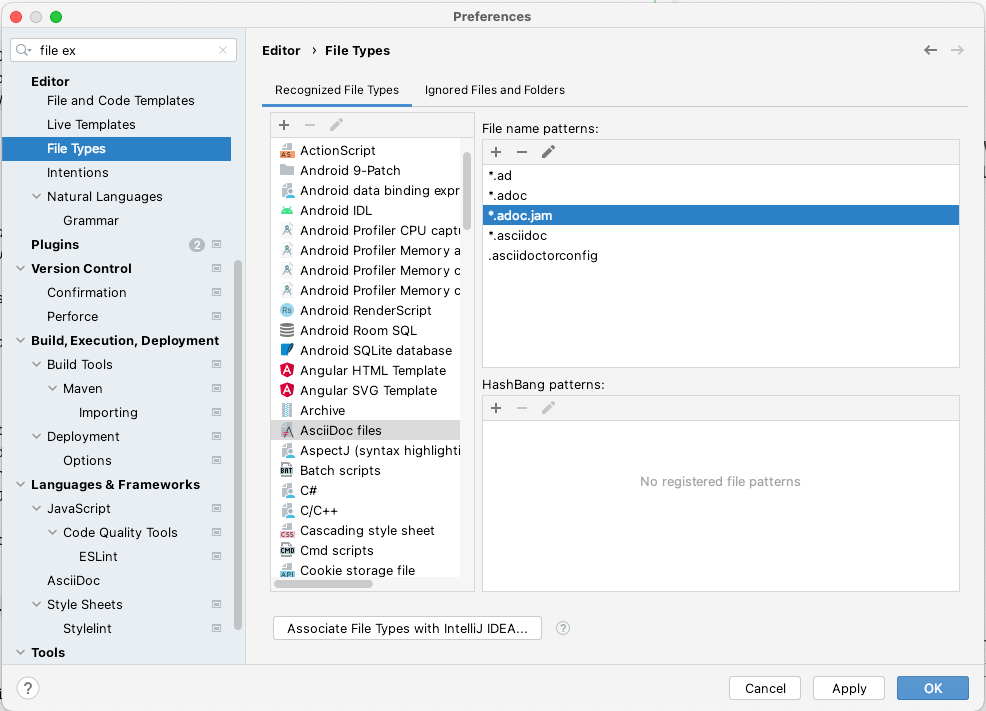 Preferences
file ex
Editor
File and Code Templates
Live Templates
File Types
Intentions
Natural Languages
Grammar
Plugins 2
Version Control
Confirmation
Perforce
Build, Execution, Deployment
Build Tools
Maven
Importing
Deployment
Options
Languages & Frameworks
JavaScript
Code Quality Tools
ESLint
AsciiDoc
Style Sheets
Stylelint
Tools
Editor › File Types
Recognized File Types Ignored Files and Folders
ActionScript
Android 9-Patch
Android data binding expr
Android IDL
Android Profiler CPU captu
Android Profiler Memory a
Android Profiler Memory c
Android Profiler Memory c
Android RenderScript
Android Room SQL
Android SQLite database
Angular HTML Template
Angular SVG Template
Archive
AsciiDoc files
AspectJ (syntax highlighti
Batch scripts
C#
C/C++
Cascading style sheet
Cmd scripts
Cookie storage file
File name patterns:
*.ad
*.adoc
*.adoc.jam
*.asciidoc
.asciidoctorconfig
HashBang patterns:
No registered file patterns
Associate File Types with IntelliJ IDEA... ?
? Cancel Apply OK